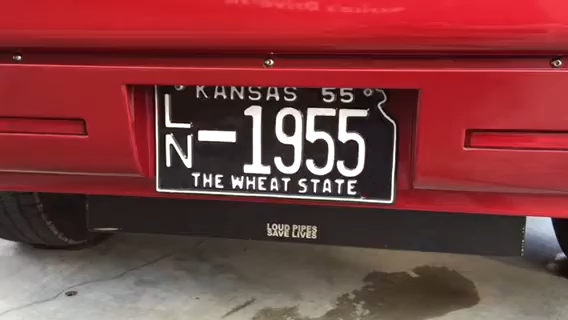 KANSAS 55
LN-1955
THE WHEAT STATE
LOUD PIPES
SAVE LIVES